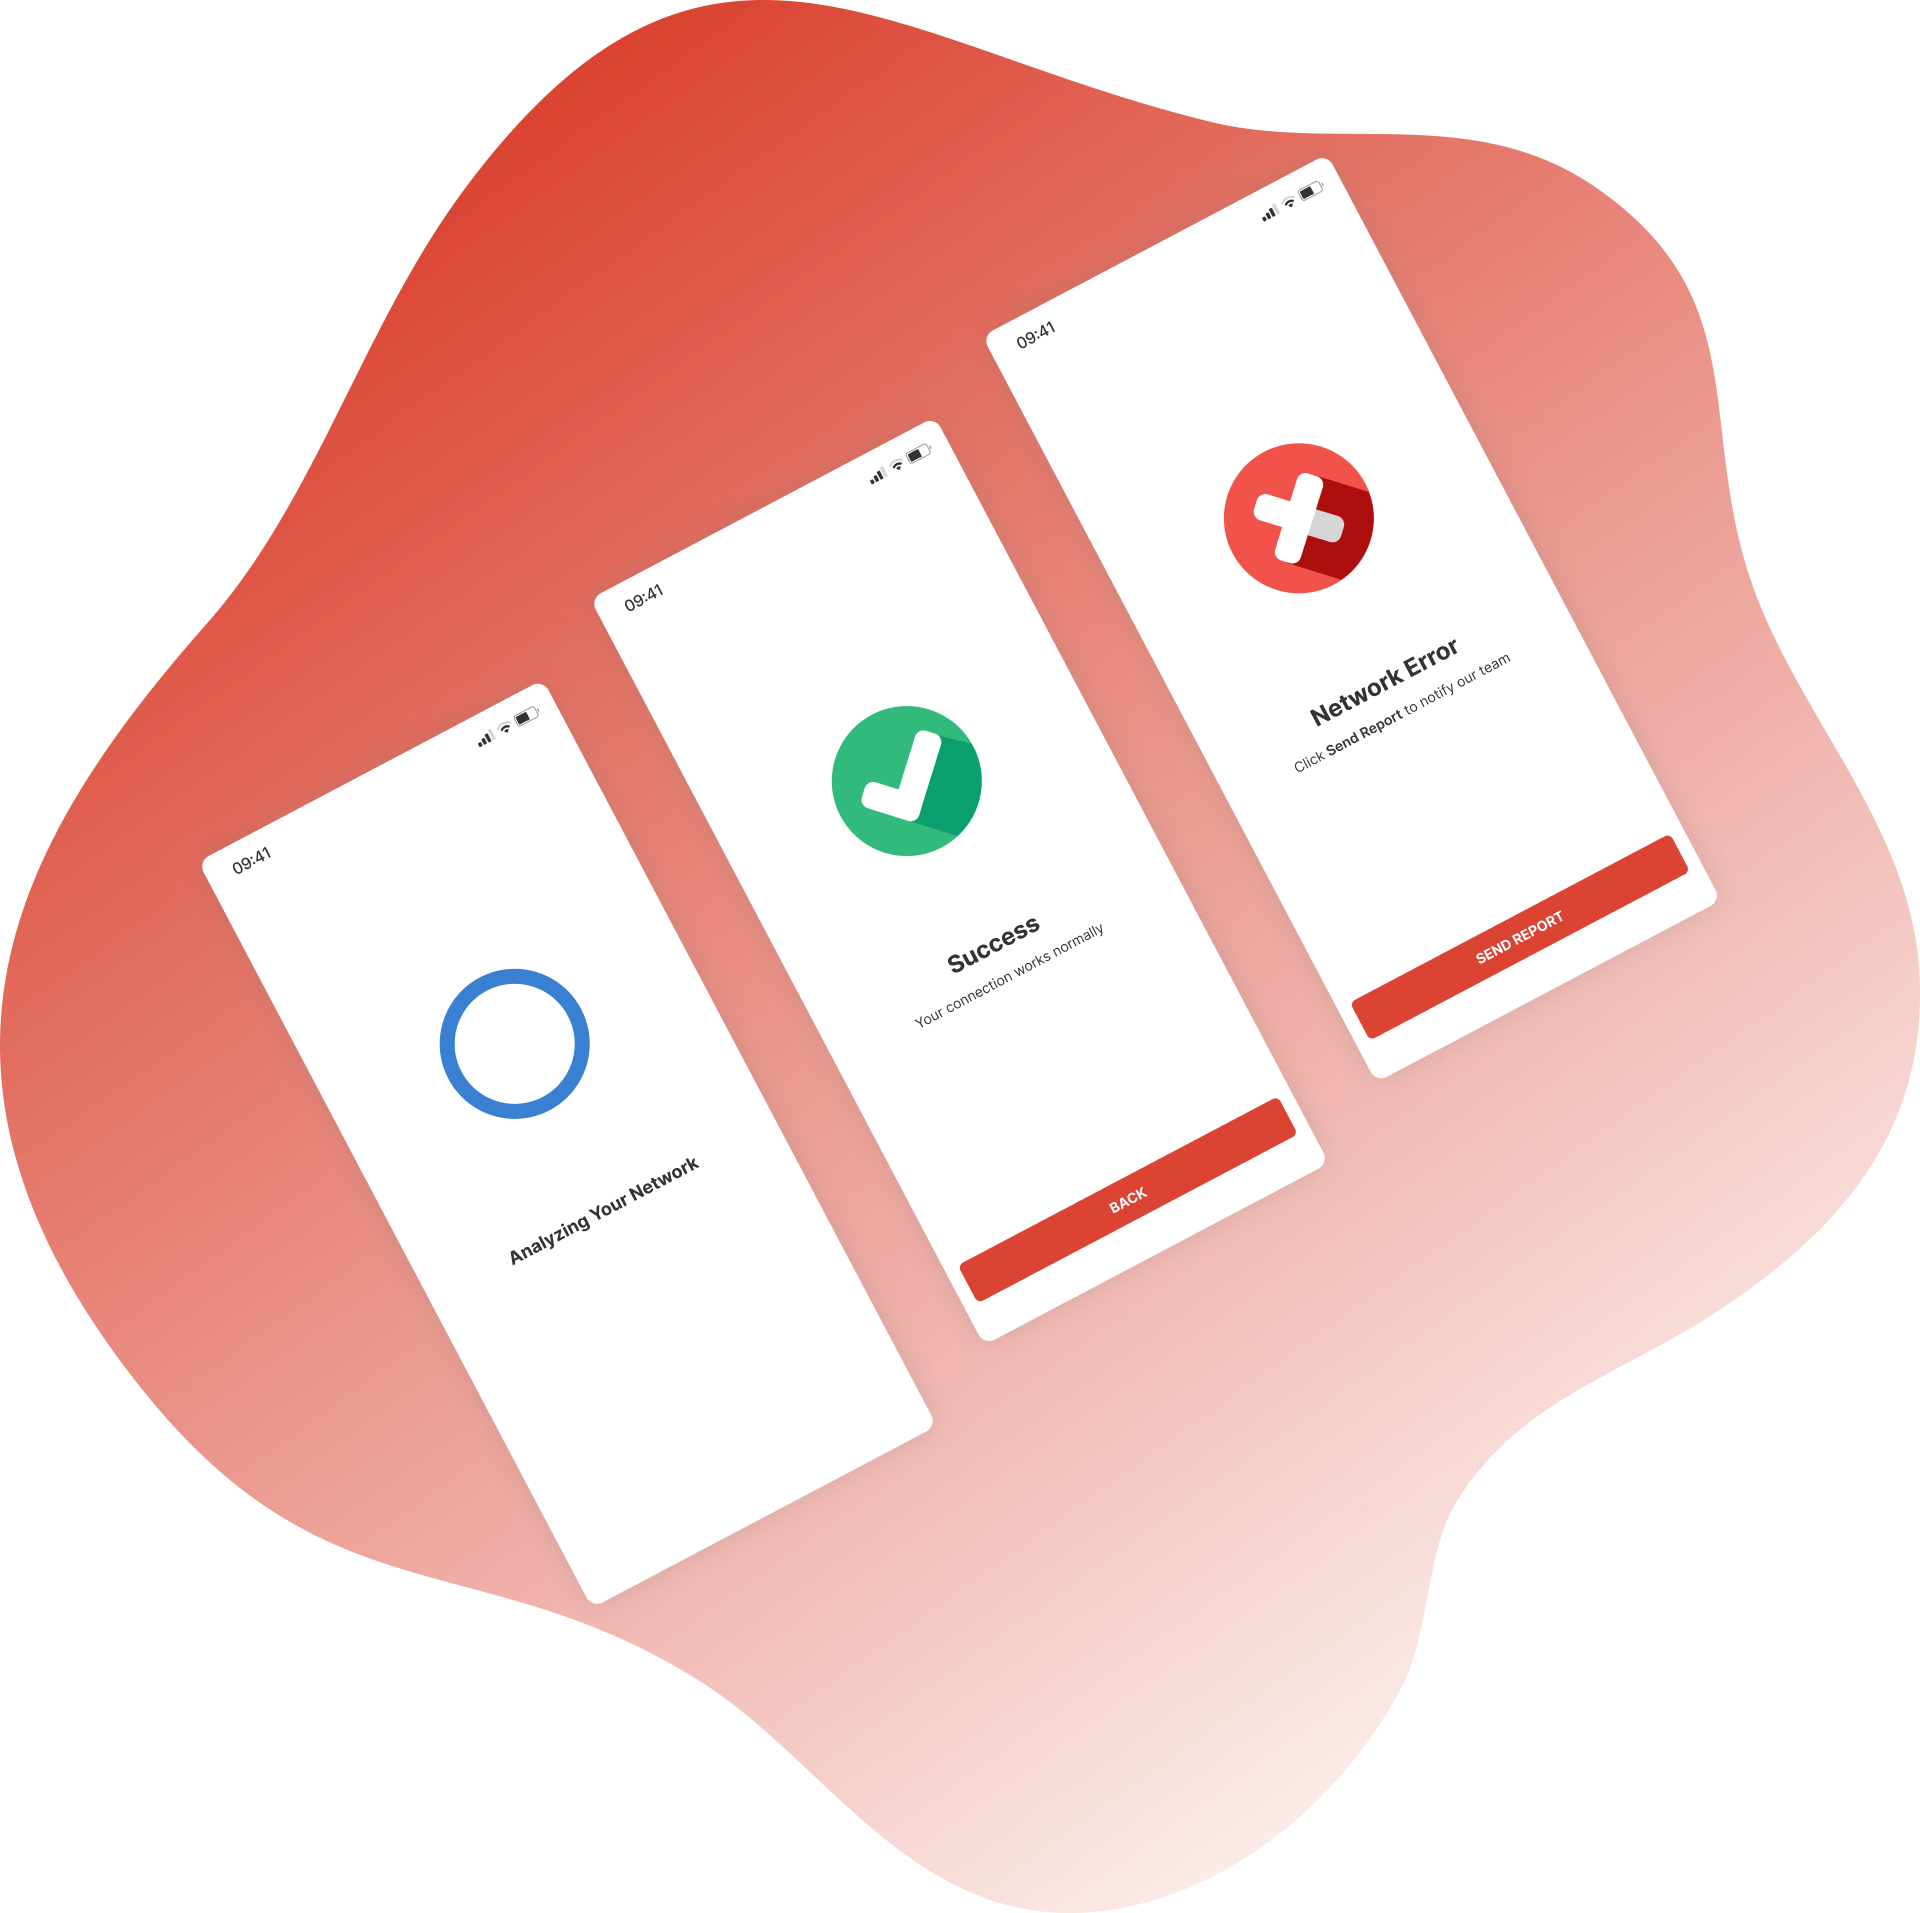 09:41
Analyzing Your Network
09:41
Success
Your connection works normally
BACK
09:41
Network Error
Click Send Report to notify our team
SEND REPORT